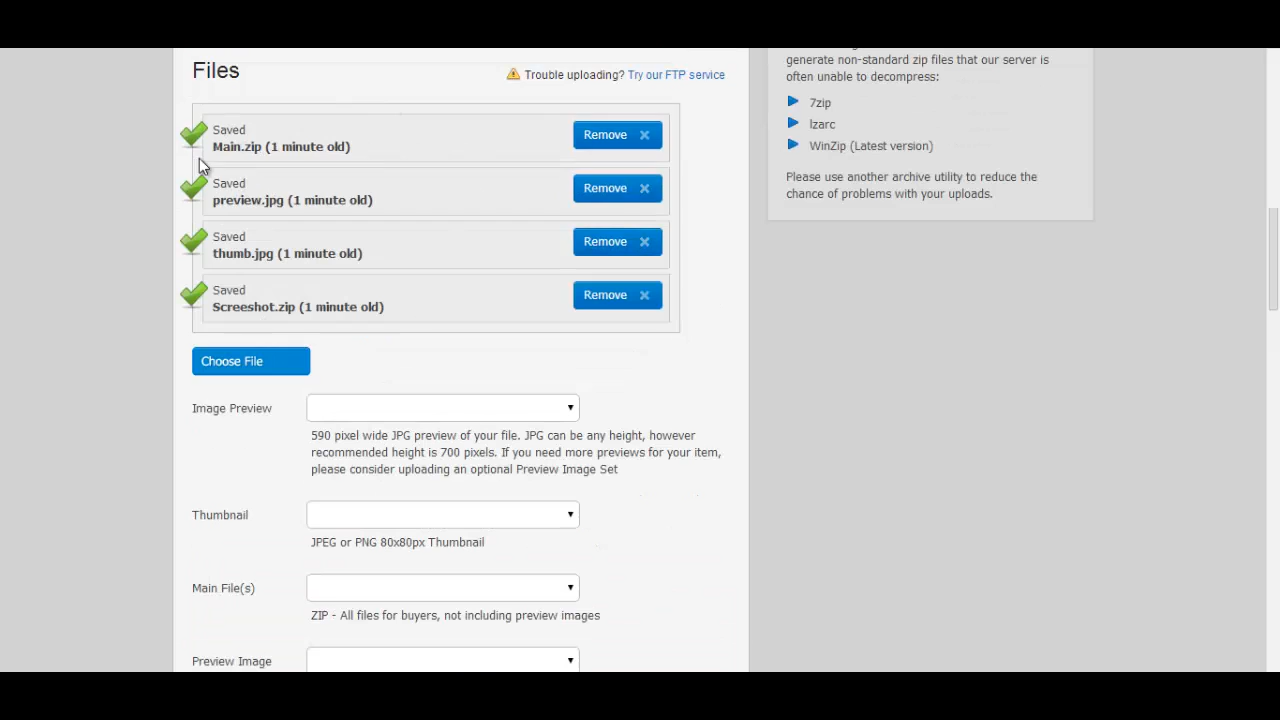 Files
Trouble uploading? Try our FTP service
Saved
Main.zip (1 minute old)
Remove
Saved
preview.jpg (1 minute old)
Remove
Saved
thumb.jpg (1 minute old)
Remove
Saved
Screeshot.zip (1 minute old)
Remove
Choose File
Image Preview
590 pixel wide JPG preview of your file. JPG can be any height, however
recommended height is 700 pixels. If you need more previews for your item,
please consider uploading an optional Preview Image Set
Thumbnail
JPEG or PNG 80x80px Thumbnail
Main File(s)
ZIP - All files for buyers, not including preview images
Preview Image
generate non-standard zip files that our server is
often unable to decompress:
7zip
lzarc
WinZip (Latest version)
Please use another archive utility to reduce the
chance of problems with your uploads.